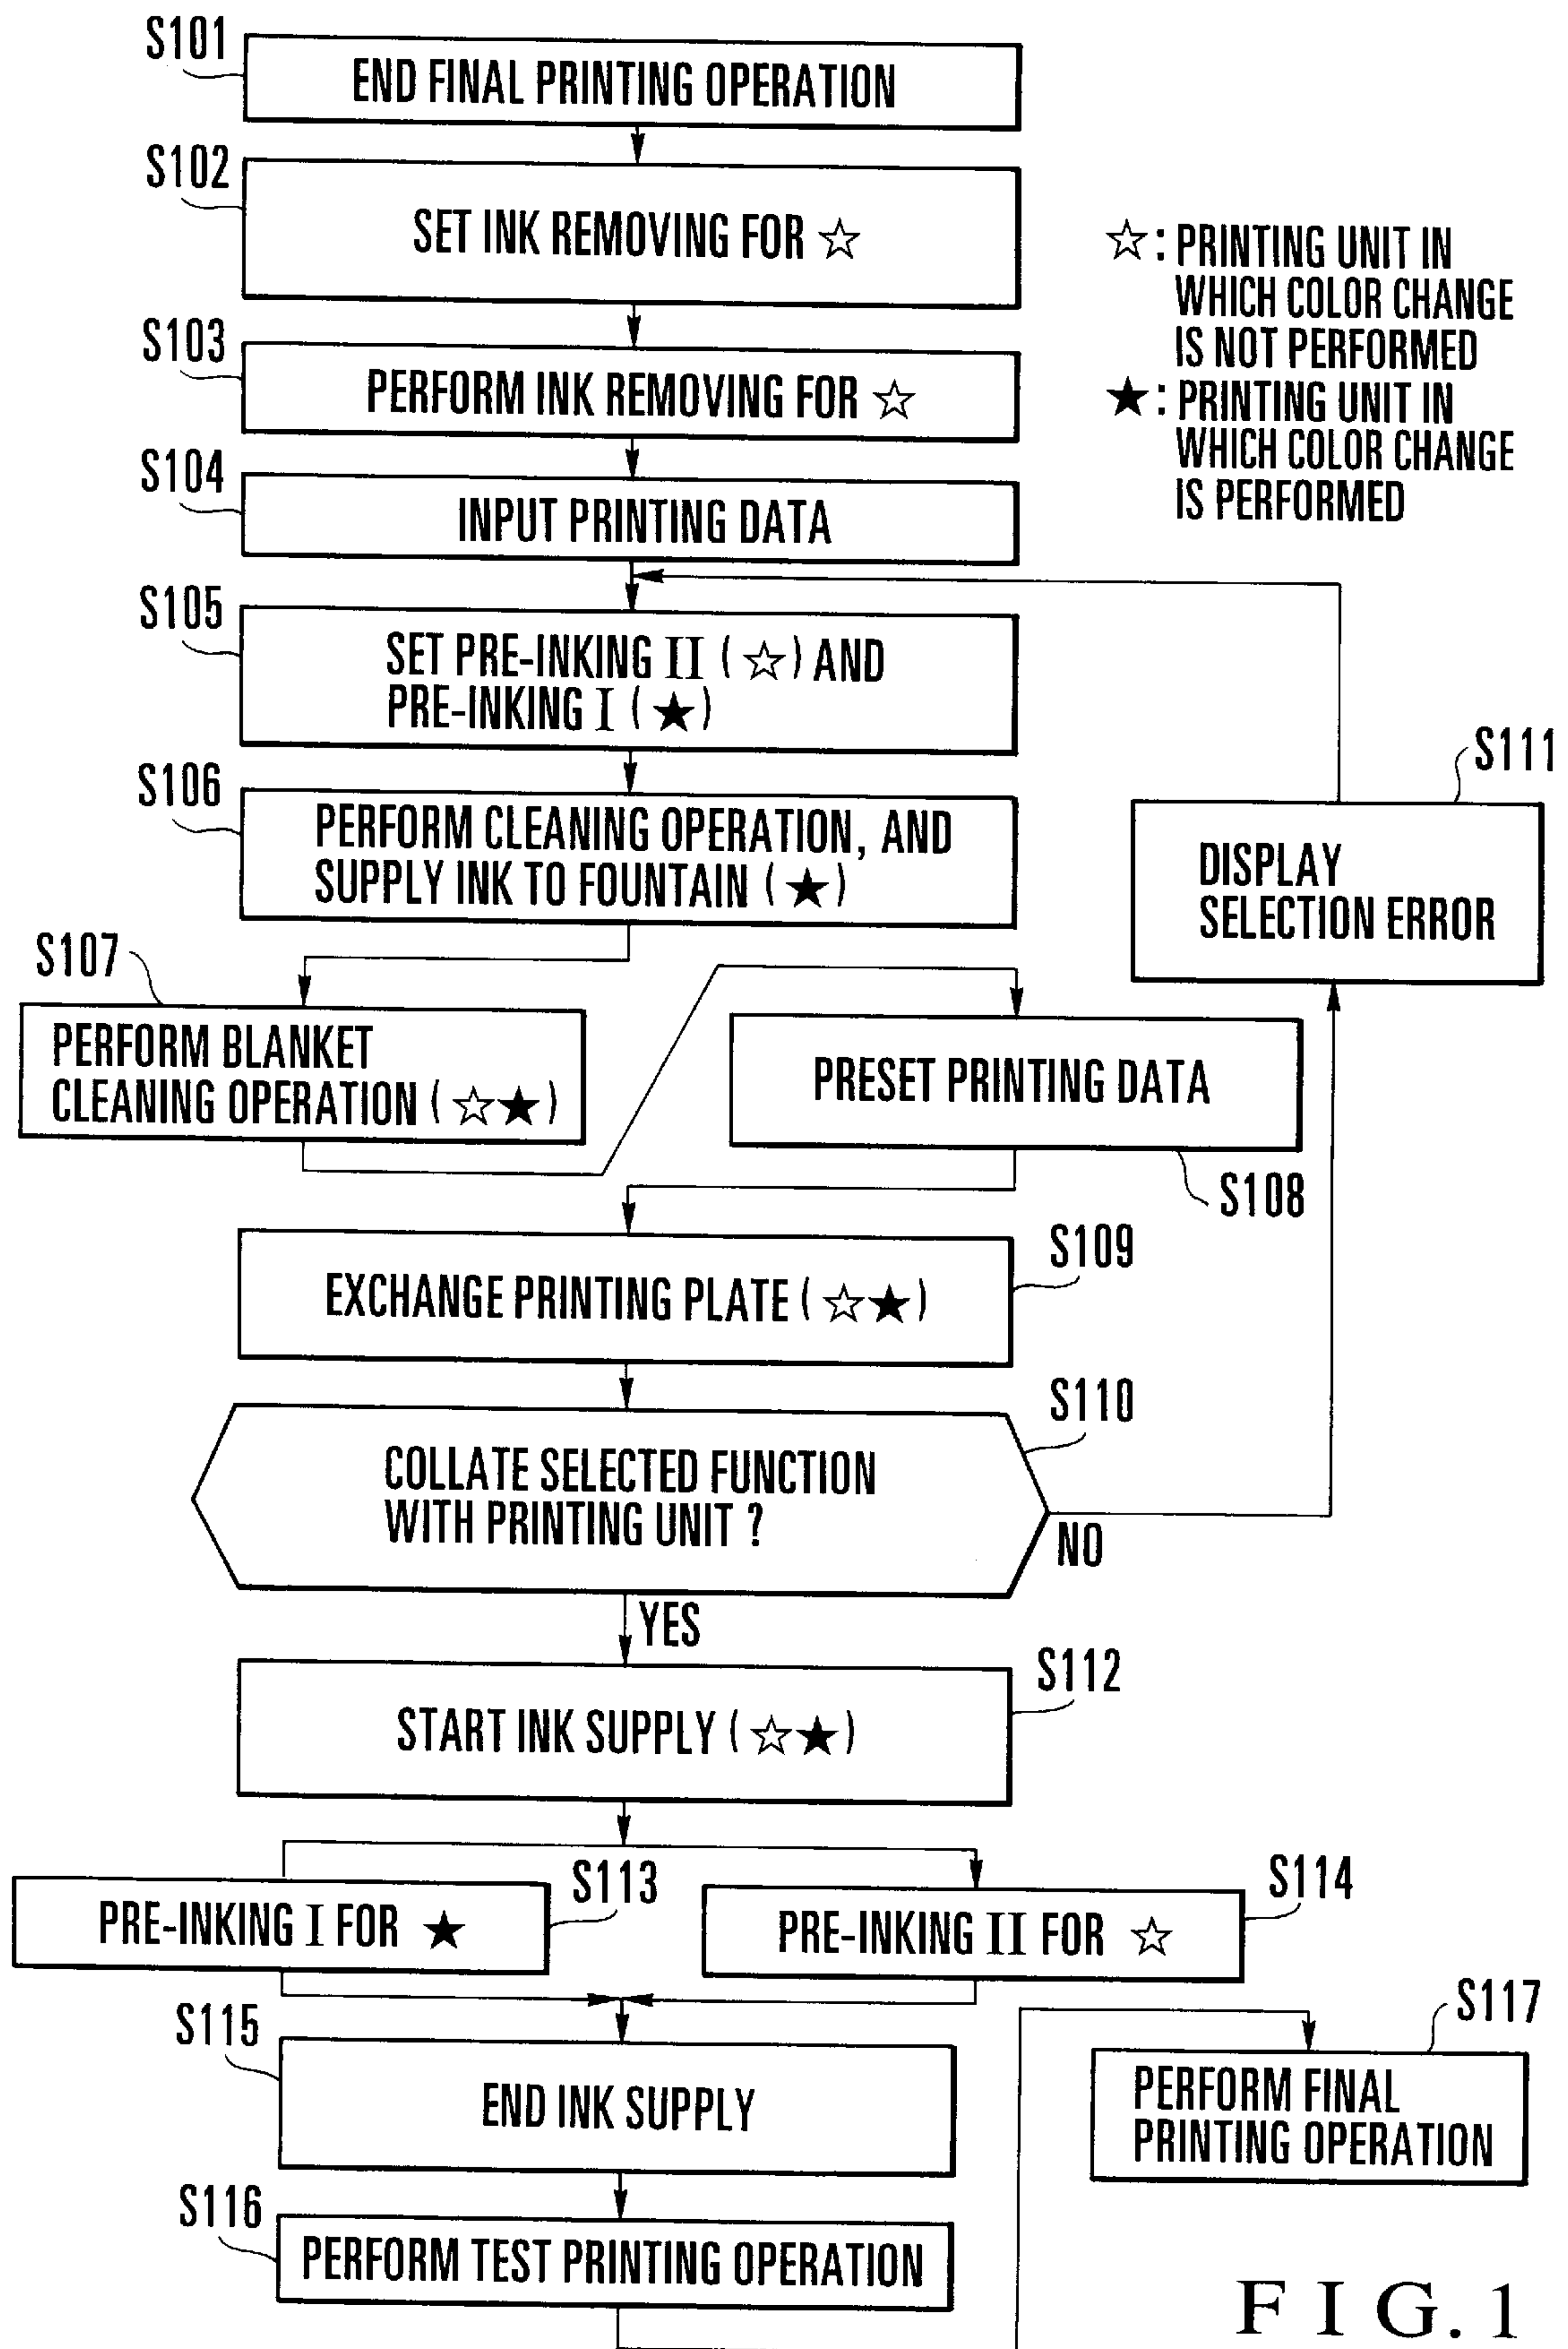 S101
END FINAL PRINTING OPERATION
S102
SET INK REMOVING FOR ☆
☆: PRINTING UNIT IN
WHICH COLOR CHANGE
IS NOT PERFORMED
★: PRINTING UNIT IN
WHICH COLOR CHANGE
IS PERFORMED
S103
PERFORM INK REMOVING FOR ☆
S104
INPUT PRINTING DATA
S105
SET PRE-INKING II (☆) AND
PRE-INKING I (★)
S106
PERFORM CLEANING OPERATION, AND
SUPPLY INK TO FOUNTAIN (★)
S111
DISPLAY
SELECTION ERROR
S107
PERFORM BLANKET
CLEANING OPERATION (☆★)
PRESET PRINTING DATA
S108
S109
EXCHANGE PRINTING PLATE (☆★)
S110
COLLATE SELECTED FUNCTION
WITH PRINTING UNIT ?
NO
YES
S112
START INK SUPPLY (☆★)
S113
PRE-INKING I FOR ★
S114
PRE-INKING II FOR ☆
S115
END INK SUPPLY
S117
PERFORM FINAL
PRINTING OPERATION
S116
PERFORM TEST PRINTING OPERATION
FIG. 1